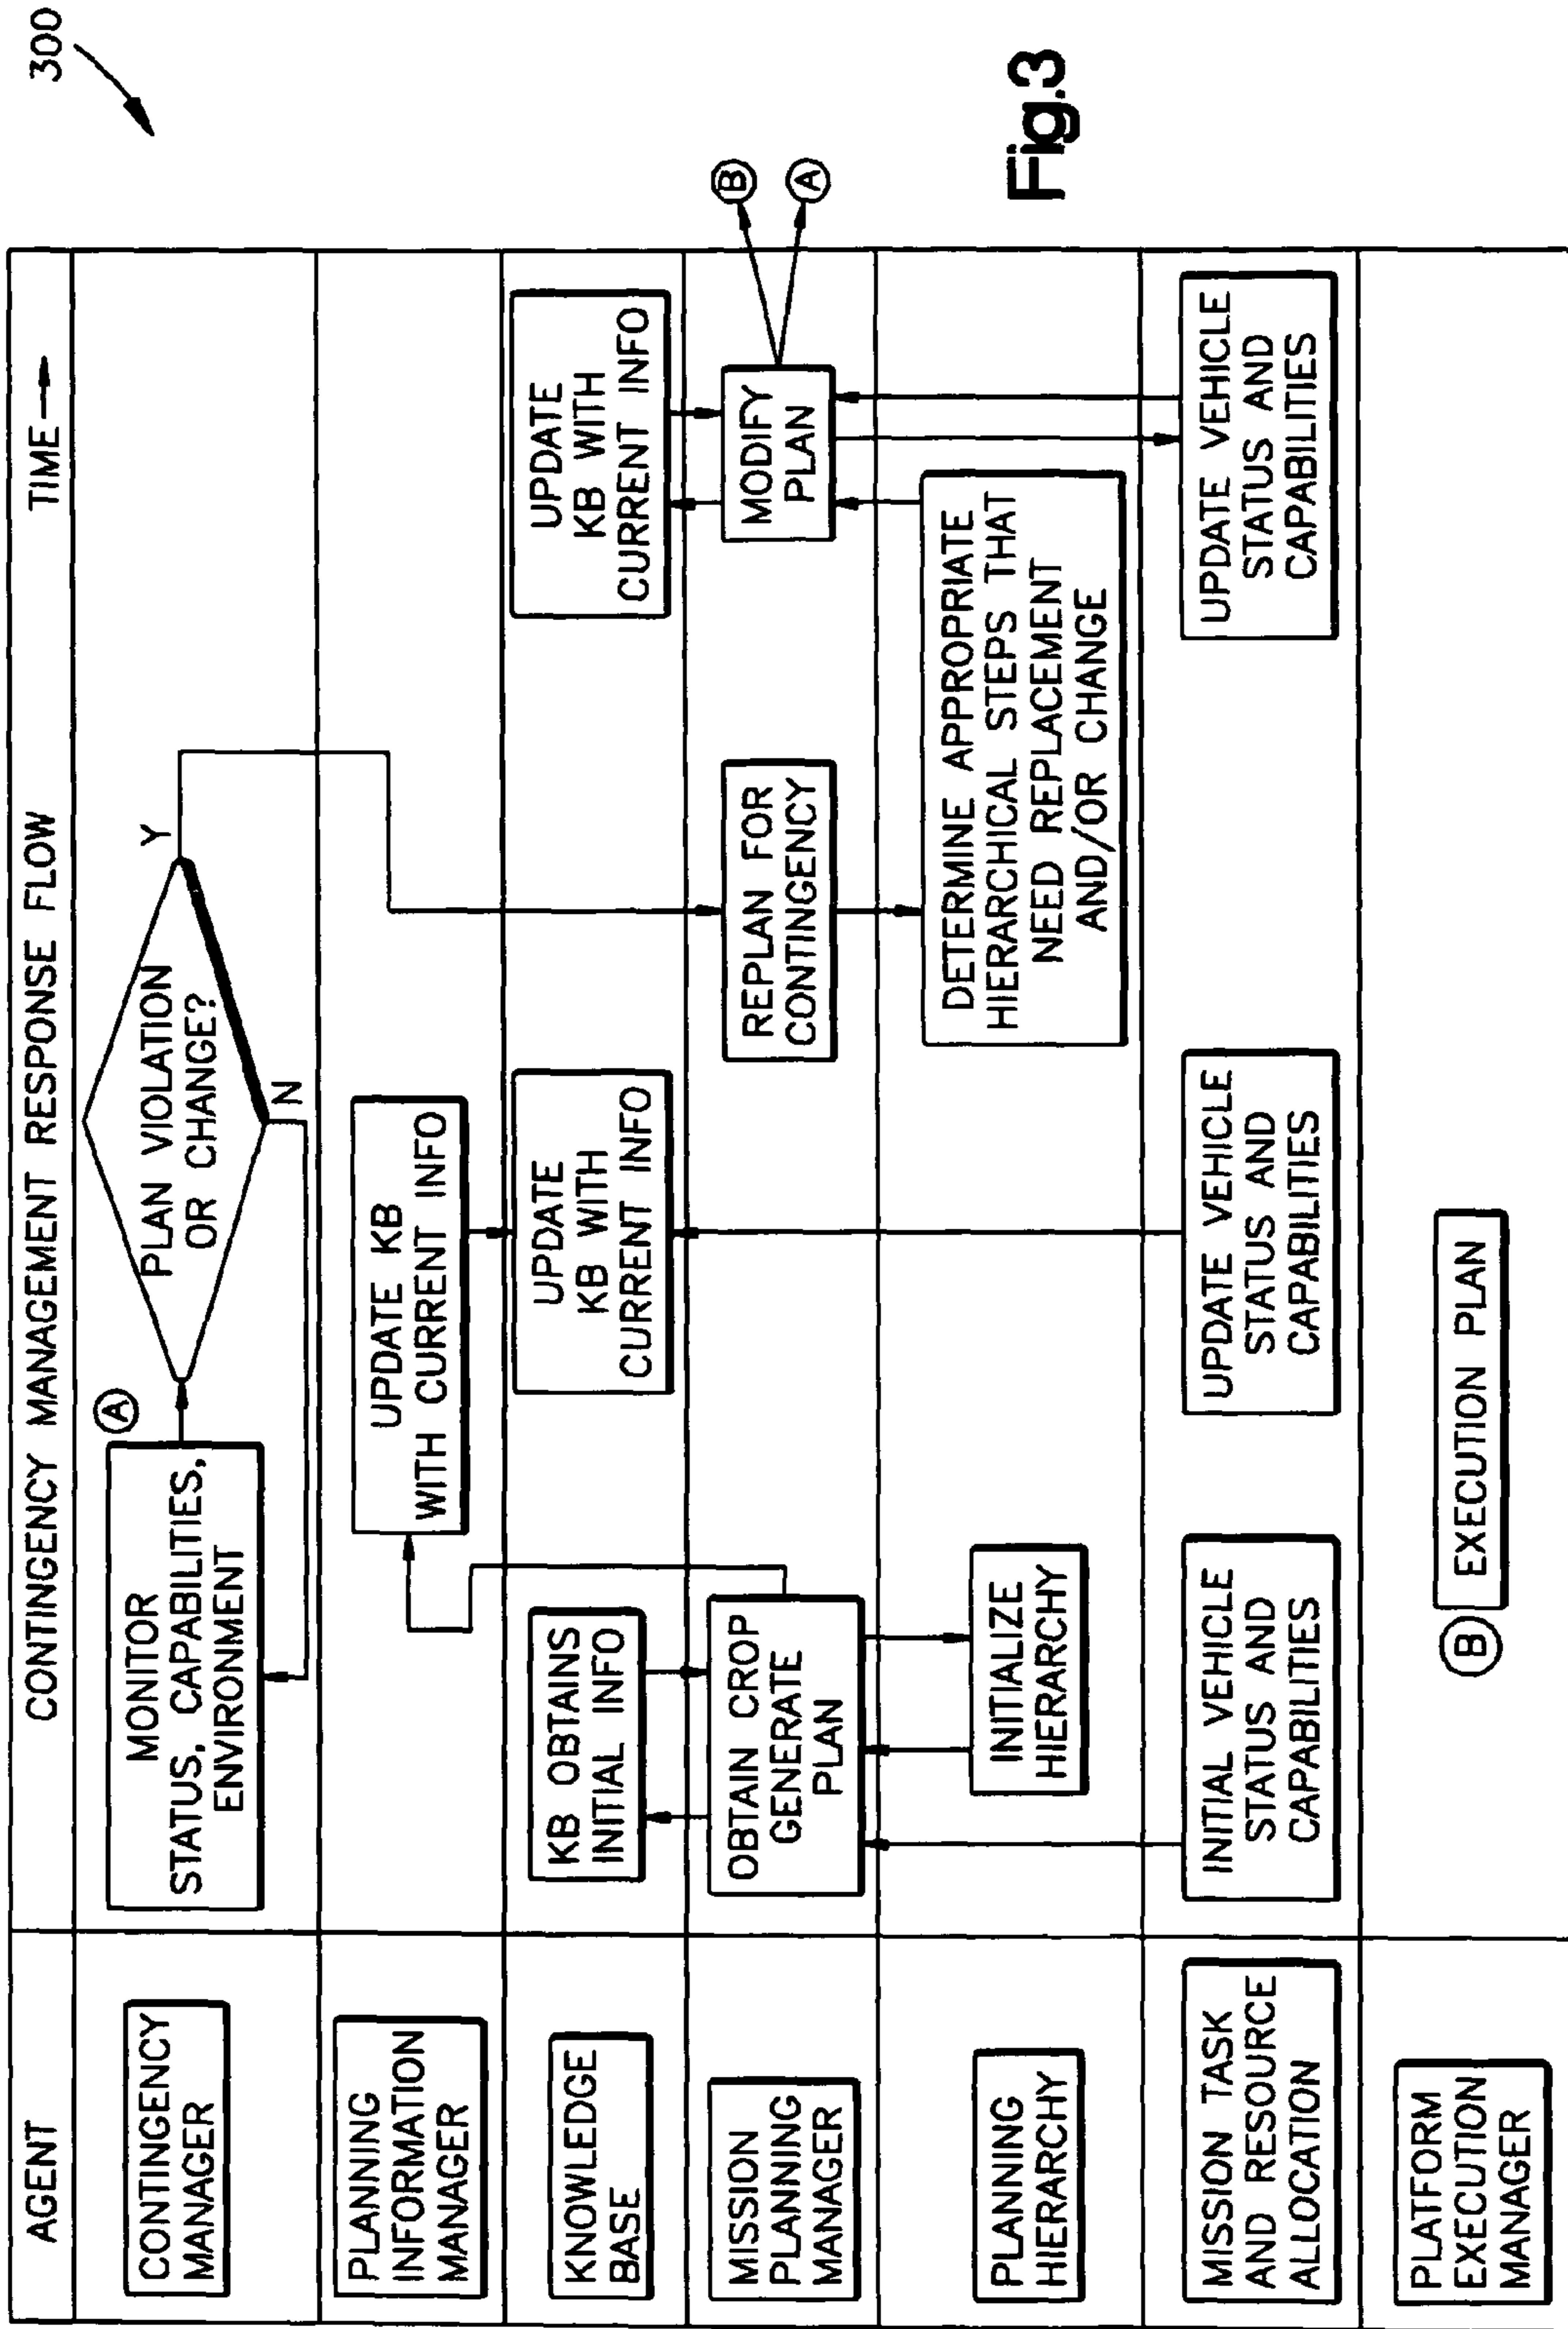 300
AGENT
CONTINGENCY MANAGEMENT RESPONSE FLOW
TIME
CONTINGENCY
MANAGER
MONITOR
STATUS, CAPABILITIES,
ENVIRONMENT
A
PLAN VIOLATION
OR CHANGE?
Y
N
PLANNING
INFORMATION
MANAGER
UPDATE KB
WITH CURRENT INFO
KNOWLEDGE
BASE
KB OBTAINS
INITIAL INFO
UPDATE
KB WITH
CURRENT INFO
UPDATE
KB WITH
CURRENT INFO
MISSION
PLANNING
MANAGER
OBTAIN CROP
GENERATE
PLAN
REPLAN FOR
CONTINGENCY
MODIFY
PLAN
B
A
PLANNING
HIERARCHY
INITIALIZE
HIERARCHY
DETERMINE APPROPRIATE
HIERARCHICAL STEPS THAT
NEED REPLACEMENT
AND/OR CHANGE
MISSION TASK
AND RESOURCE
ALLOCATION
INITIAL VEHICLE
STATUS AND
CAPABILITIES
UPDATE VEHICLE
STATUS AND
CAPABILITIES
UPDATE VEHICLE
STATUS AND
CAPABILITIES
PLATFORM
EXECUTION
MANAGER
B
EXECUTION PLAN
Fig.3